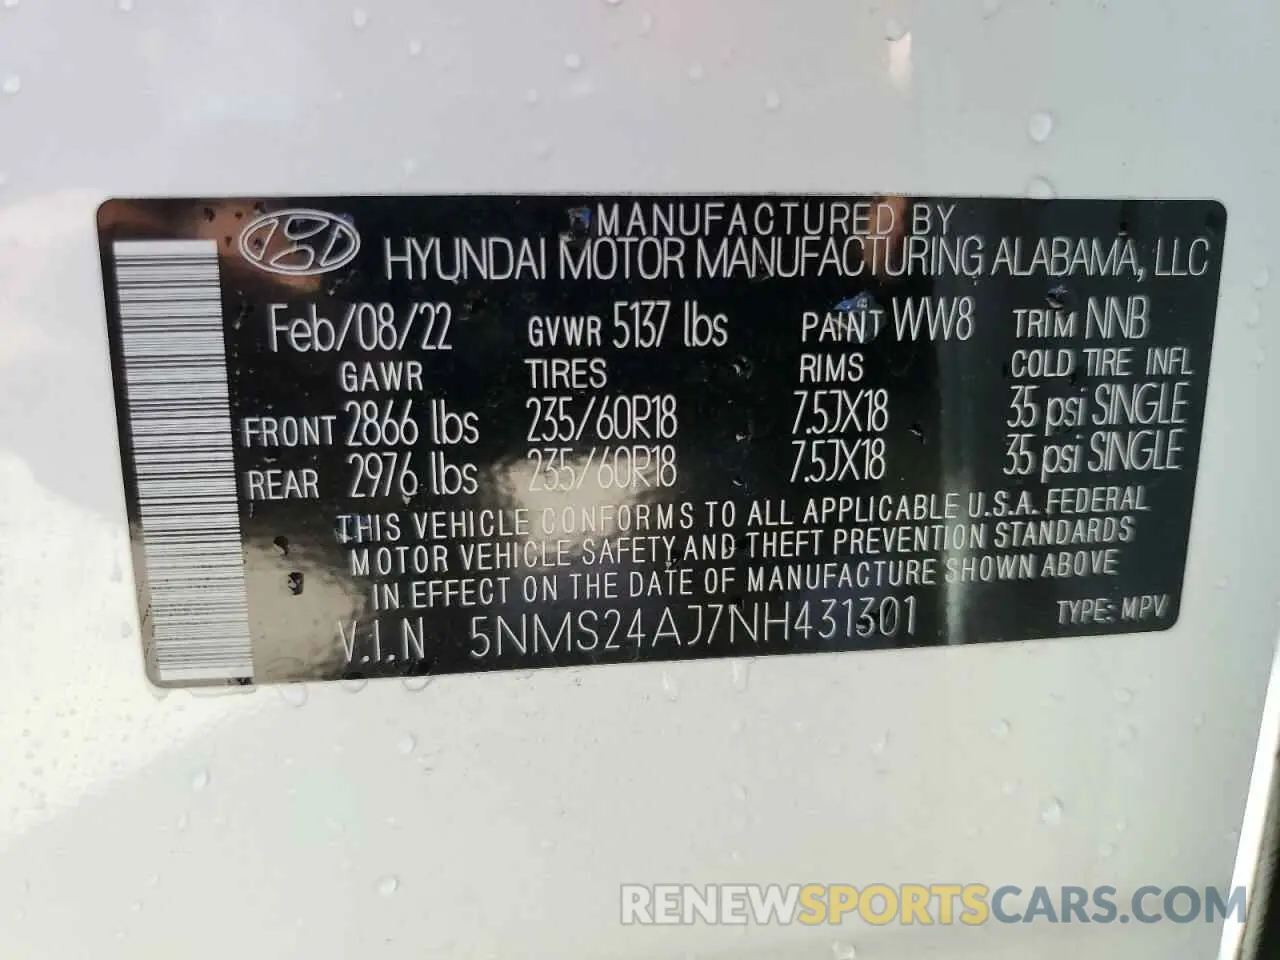 MANUFACTURED BY
HYUNDAI MOTOR MANUFACTURING ALABAMA, LLC
Feb/08/22 GVWR 5137 lbs PAINT WW8 TRIM NNB
GAWR TIRES RIMS COLD TIRE INFL
FRONT 2866 lbs 235/60R18 7.5JX18 35 psi SINGLE
REAR 2976 lbs 235/60R18 7.5JX18 35 psi SINGLE
THIS VEHICLE CONFORMS TO ALL APPLICABLE U.S.A. FEDERAL
MOTOR VEHICLE SAFETY AND THEFT PREVENTION STANDARDS
IN EFFECT ON THE DATE OF MANUFACTURE SHOWN ABOVE
V.I.N 5NMS24AJ7NH431301 TYPE: MPV
RENEWSPORTSCARS.COM